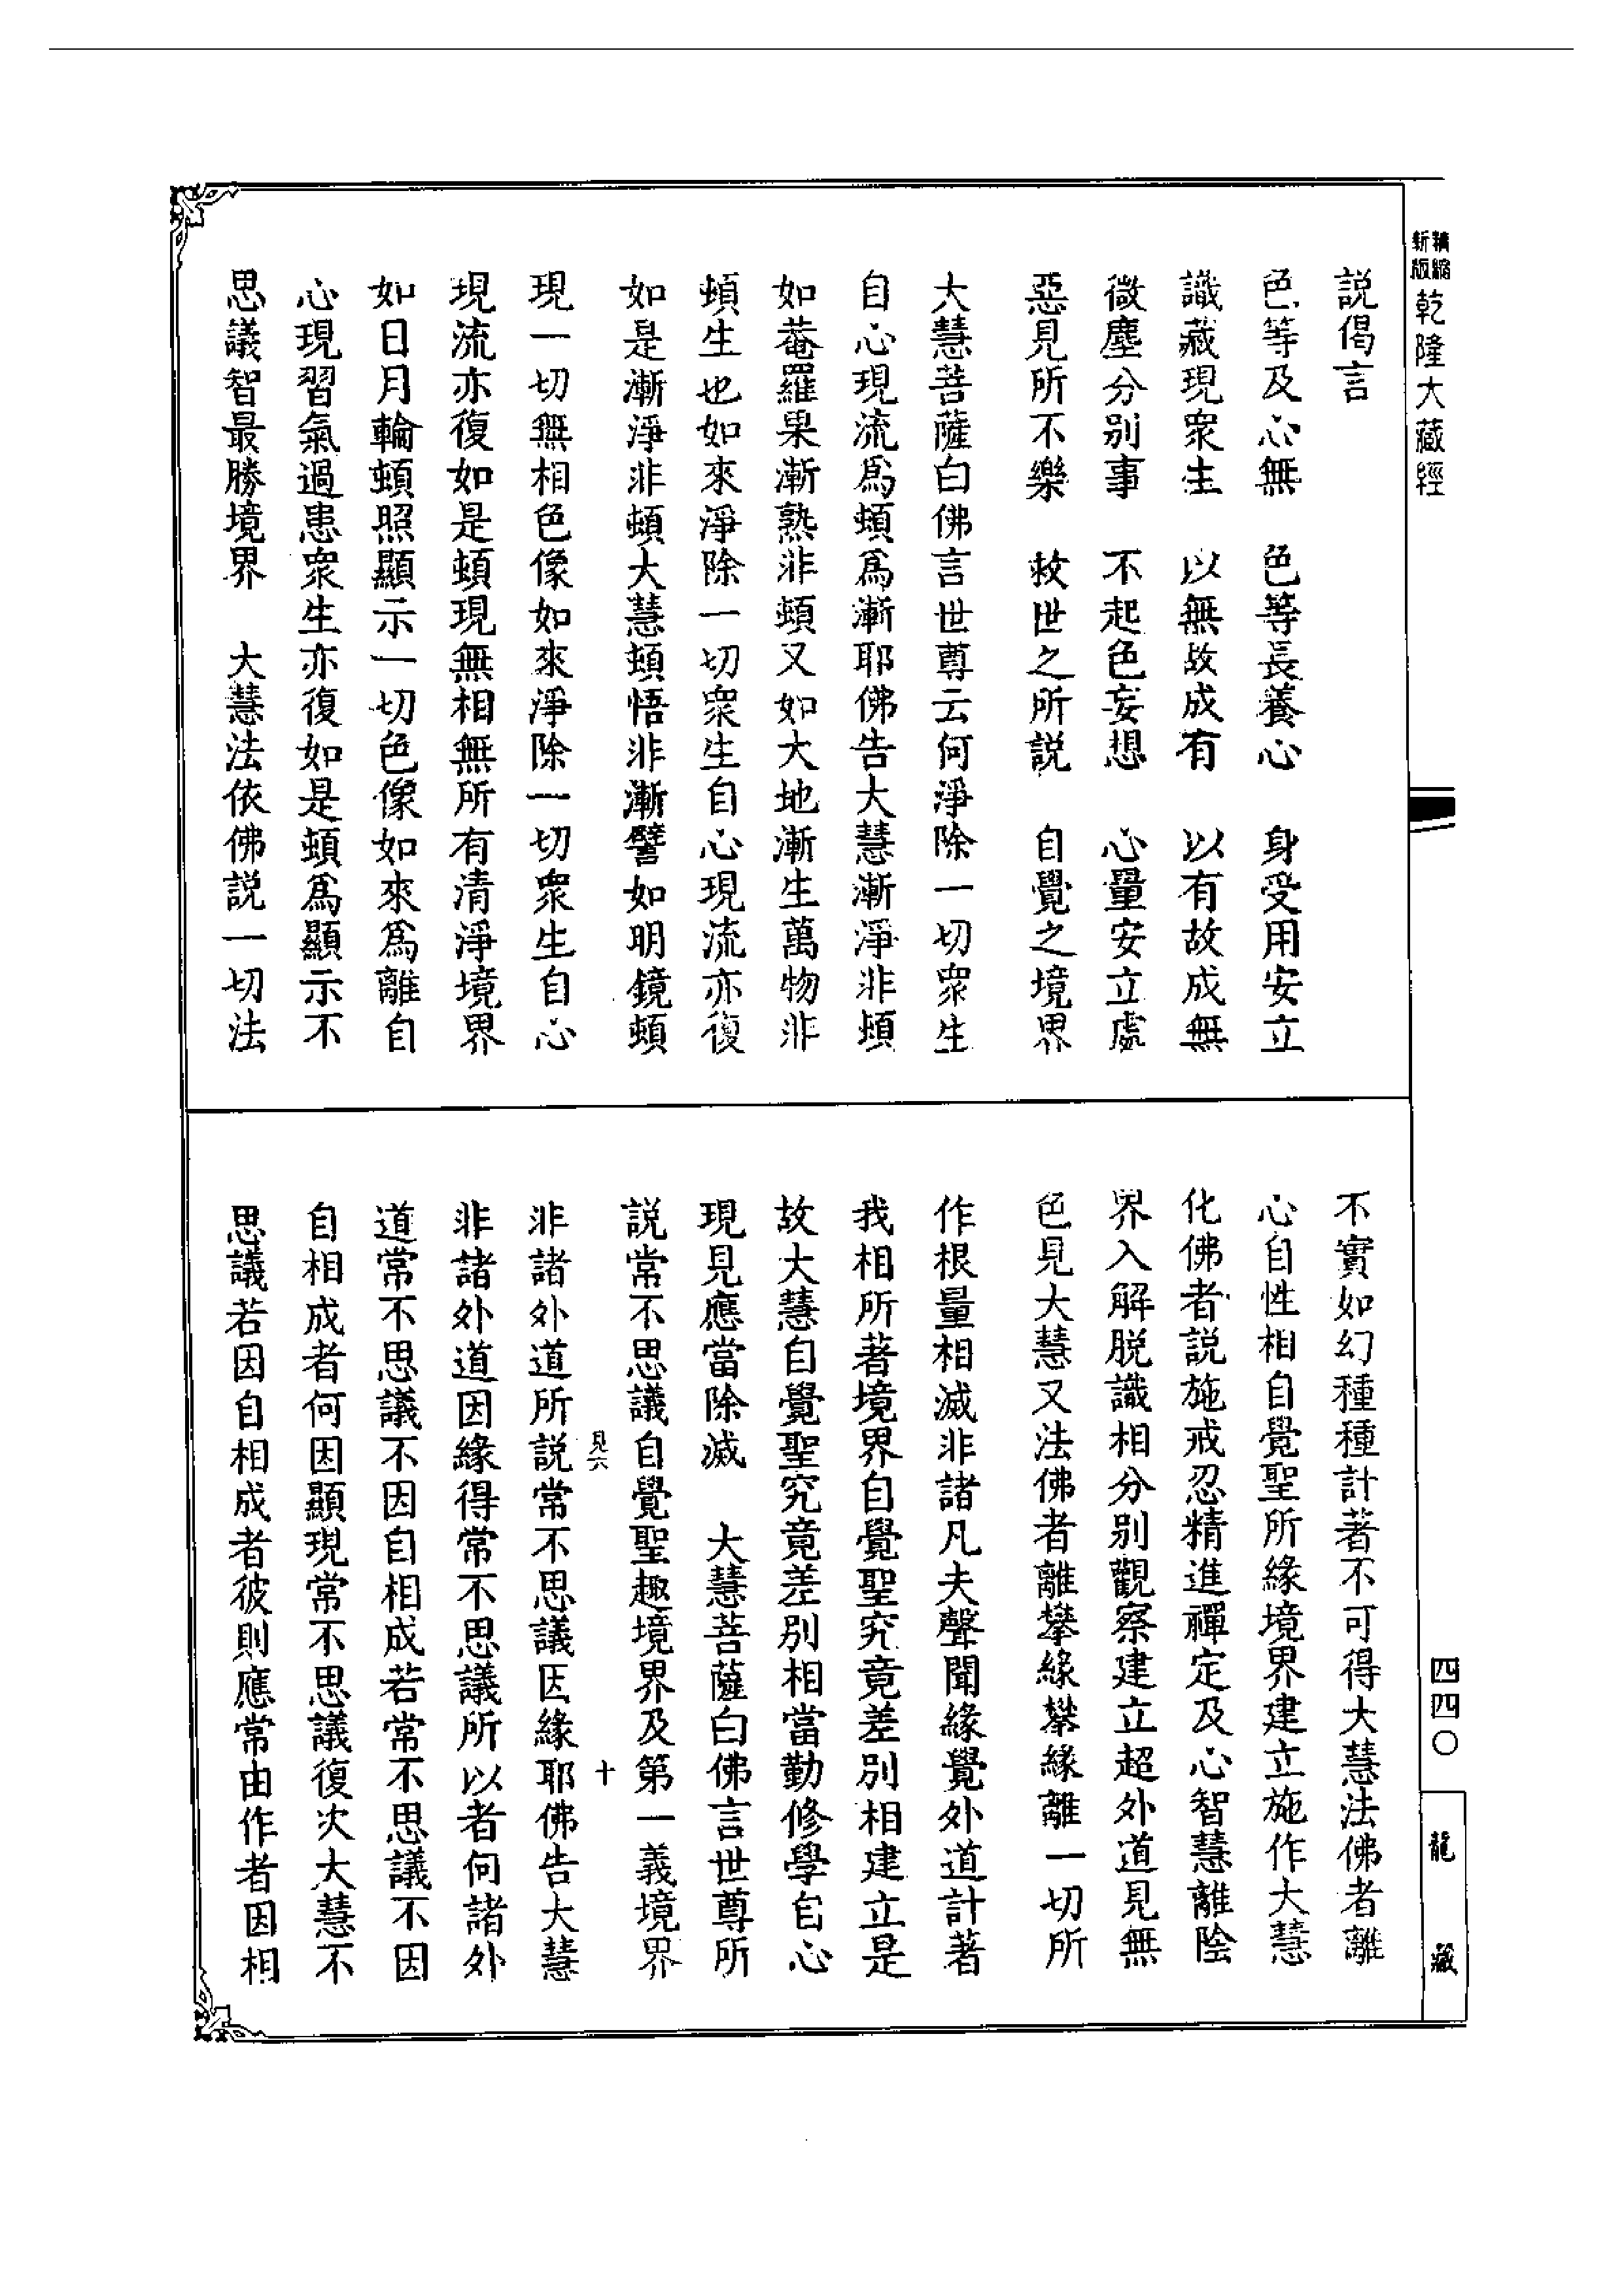 精縮新版乾隆大藏經
四四〇
龍藏
説偈言
色等及心無　色等長養心　身受用安立
識藏現衆生　以無故成有　以有故成無
微塵分别事　不起色妄想　心量安立處
惡見所不樂　救世之所説　自覺之境界
大慧菩薩白佛言世尊云何淨除一切衆生
自心現流爲頓爲漸耶佛告大慧漸淨非頓
如菴羅果漸熟非頓又如大地漸生萬物非
頓生也如來淨除一切衆生自心現流亦復
如是漸淨非頓大慧頓悟非漸譬如明鏡頓
現一切無相色像如來淨除一切衆生自心
現流亦復如是頓現無相無所有清淨境界
如日月輪頓照顯示一切色像如來爲離自
心現習氣過患衆生亦復如是頓爲顯示不
思議智最勝境界　大慧法依佛説一切法
不實如幻種種計著不可得大慧法佛者離
心自性相自覺聖所緣境界建立施作大慧
化佛者説施戒忍精進禪定及心智慧離陰
界入解脱識相分别觀察建立超外道見無
色見大慧又法佛者離攀緣攀緣離一切所
作根量相滅非諸凡夫聲聞緣覺外道計著
我相所著境界自覺聖究竟差别相建立是
故大慧自覺聖究竟差别相當勤修學自心
現見應當除滅　大慧菩薩白佛言世尊所
説常不思議自覺聖趣境界及第一義境界
見六　十
非諸外道所説常不思議因緣耶佛告大慧
非諸外道因緣得常不思議所以者何諸外
道常不思議不因自相成若常不思議不因
自相成者何因顯現常不思議復次大慧不
思議若因自相成者彼則應常由作者因相